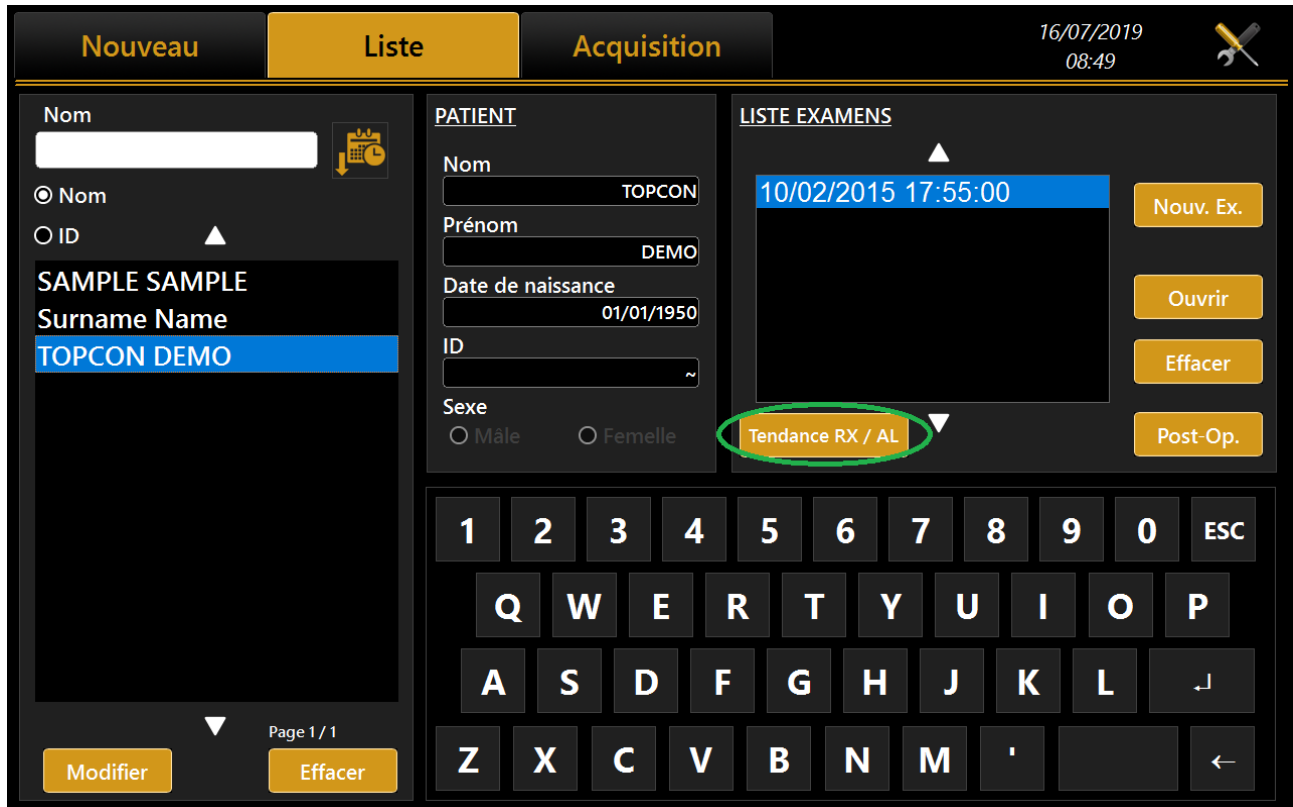 Nouveau
Liste
Acquisition
16/07/2019
08:49
Nom
Nom
ID
SAMPLE SAMPLE
Surname Name
TOPCON DEMO
Page 1 / 1
Modifier
Effacer
PATIENT
Nom
TOPCON
Prénom
DEMO
Date de naissance
01/01/1950
ID
~
Sexe
Mâle
Femelle
LISTE EXAMENS
10/02/2015 17:55:00
Nouv. Ex.
Ouvrir
Effacer
Tendance RX / AL
Post-Op.
1 2 3 4 5 6 7 8 9 0 ESC
Q W E R T Y U I O P
A S D F G H J K L ↵
Z X C V B N M ' ←